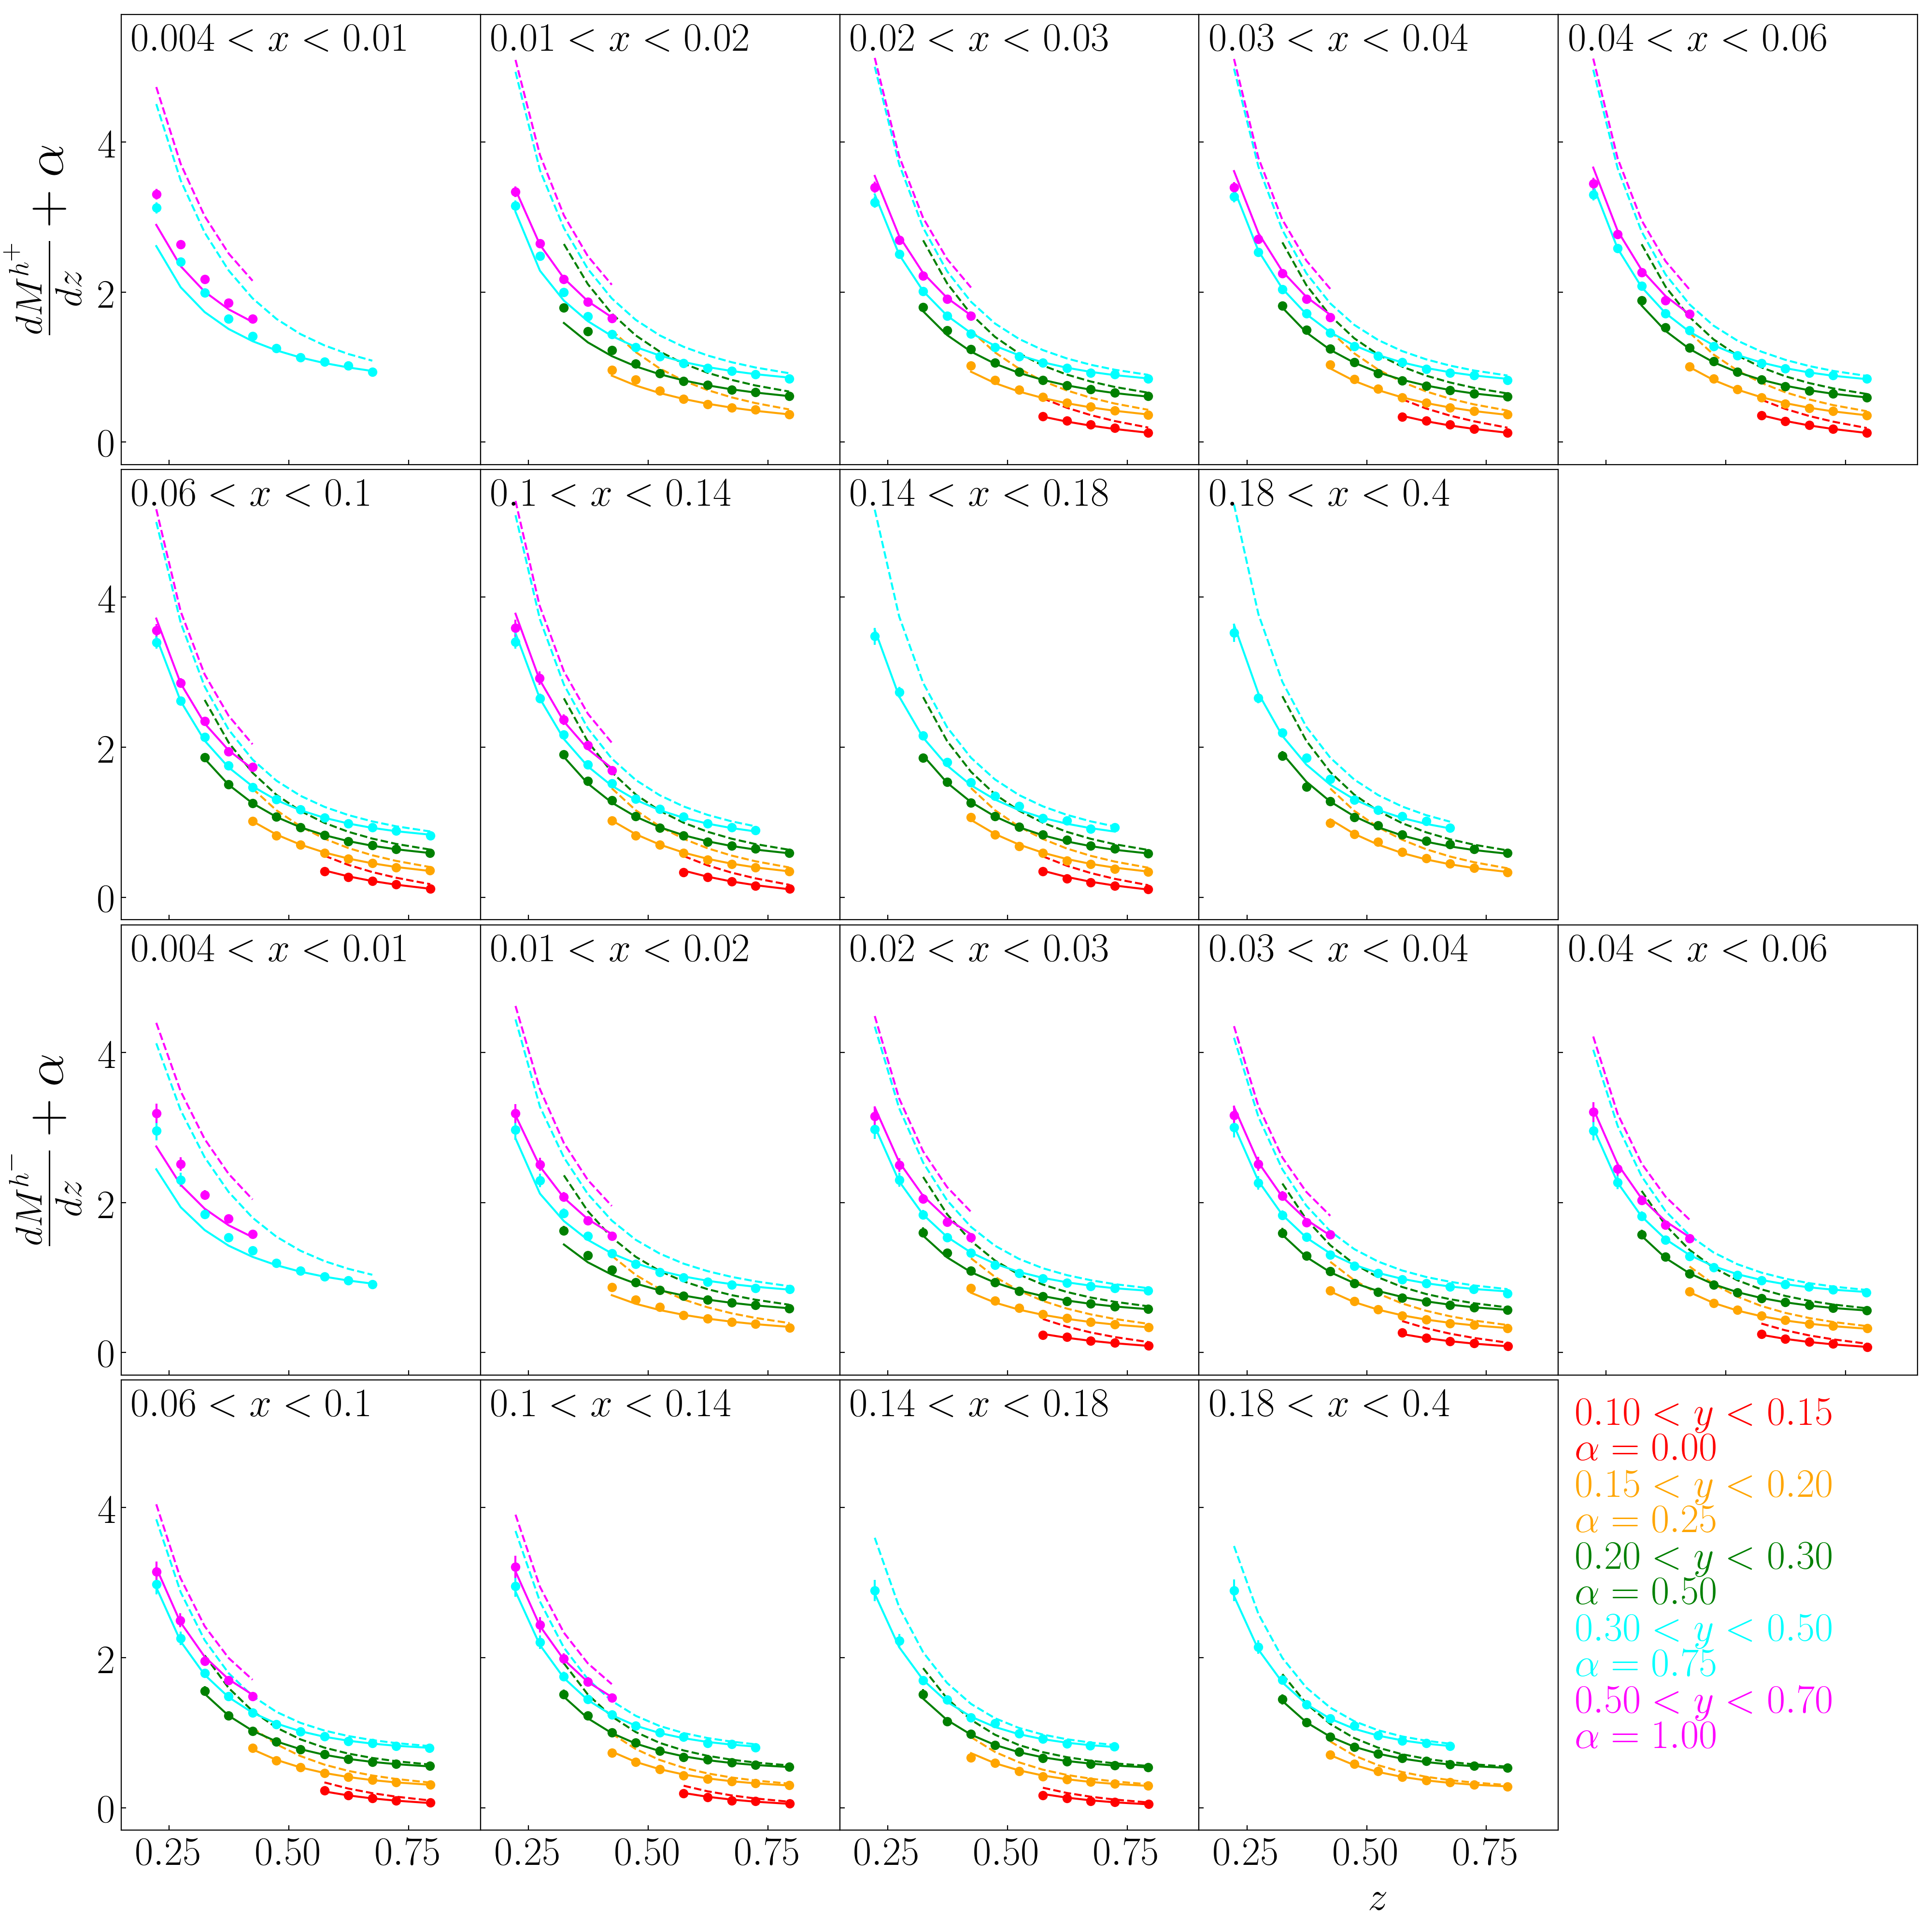 0.004 < x < 0.01
0.01 < x < 0.02
0.02 < x < 0.03
0.03 < x < 0.04
0.04 < x < 0.06
dM^{h^+}/dz + α
4
2
0
0.06 < x < 0.1
0.1 < x < 0.14
0.14 < x < 0.18
0.18 < x < 0.4
4
2
0
0.004 < x < 0.01
0.01 < x < 0.02
0.02 < x < 0.03
0.03 < x < 0.04
0.04 < x < 0.06
dM^{h^-}/dz + α
4
2
0
0.06 < x < 0.1
0.1 < x < 0.14
0.14 < x < 0.18
0.18 < x < 0.4
4
2
0
0.10 < y < 0.15
α = 0.00
0.15 < y < 0.20
α = 0.25
0.20 < y < 0.30
α = 0.50
0.30 < y < 0.50
α = 0.75
0.50 < y < 0.70
α = 1.00
0.25 0.50 0.75
0.25 0.50 0.75
0.25 0.50 0.75
0.25 0.50 0.75
z